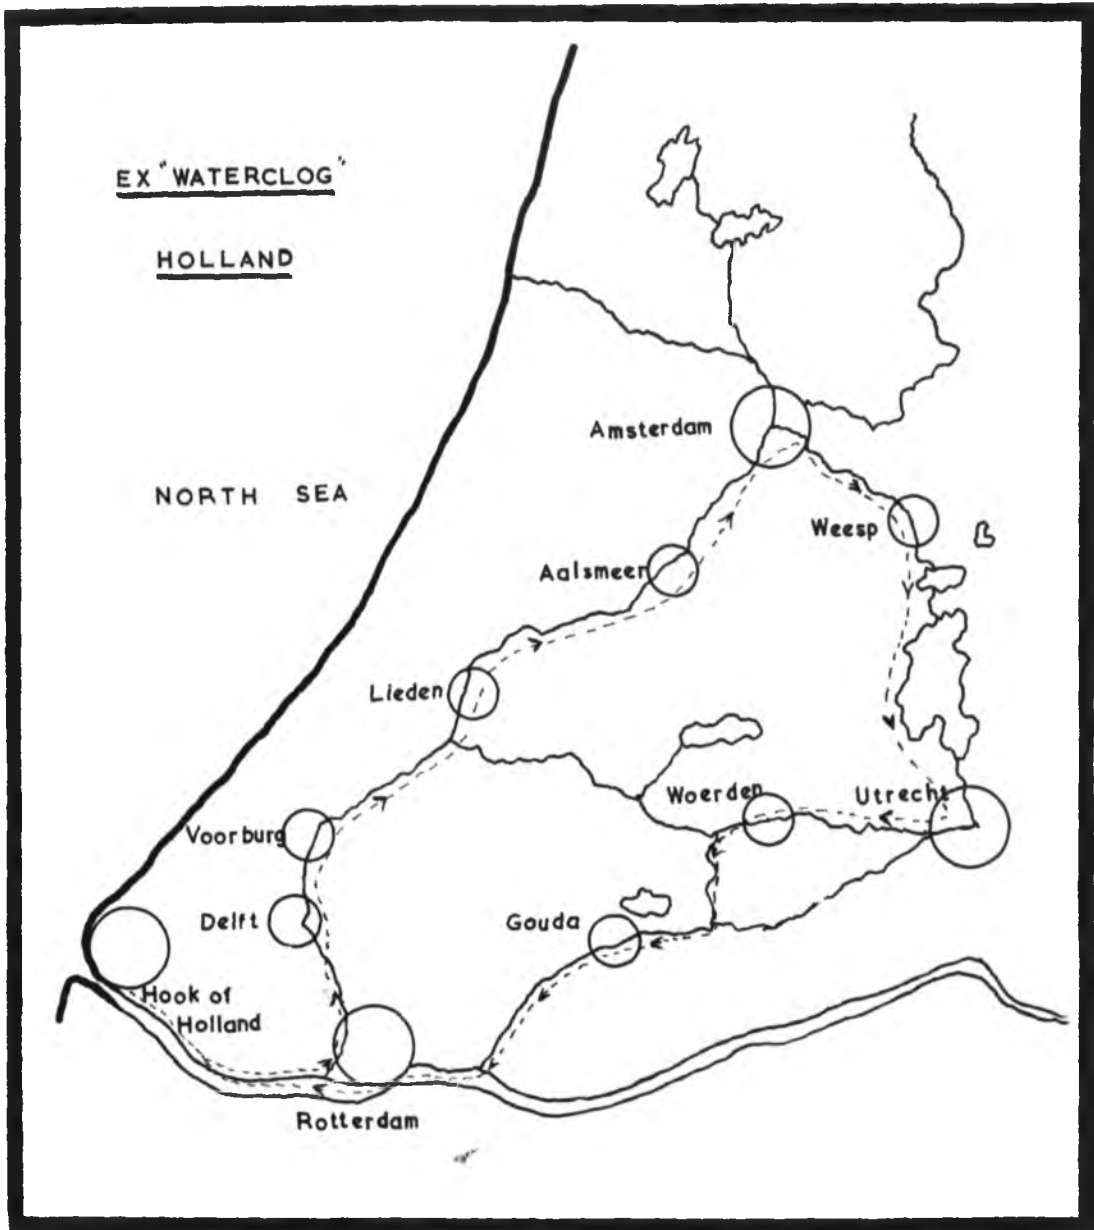 EX "WATERCLOG"
HOLLAND
NORTH SEA
Amsterdam
Weesp
Aalsmeer
Lieden
Woerden
Utrecht
Voorburg
Delft
Gouda
Hook of
Holland
Rotterdam